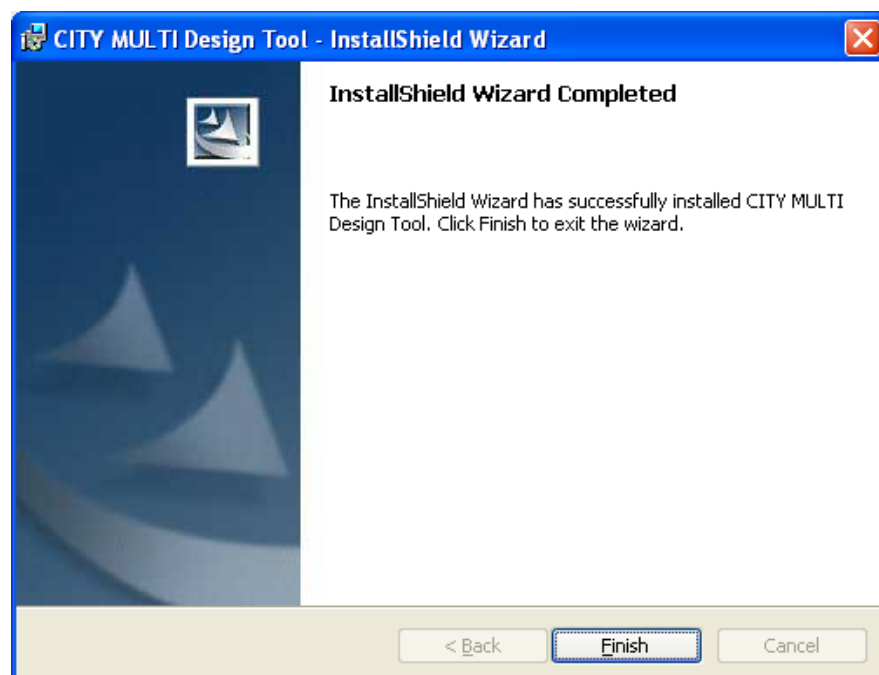 CITY MULTI Design Tool - InstallShield Wizard
InstallShield Wizard Completed
The InstallShield Wizard has successfully installed CITY MULTI
Design Tool. Click Finish to exit the wizard.
< Back Finish Cancel